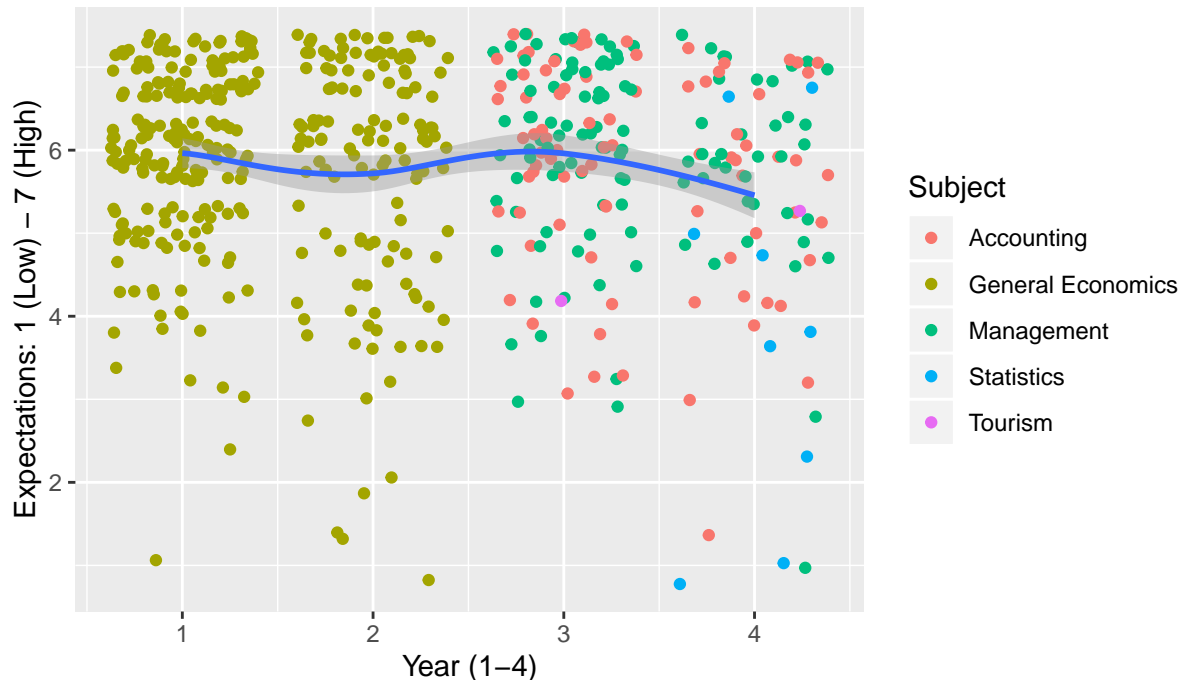 Expectations: 1 (Low) − 7 (High)
6
4
2
1
2
3
4
Year (1−4)
Subject
Accounting
General Economics
Management
Statistics
Tourism